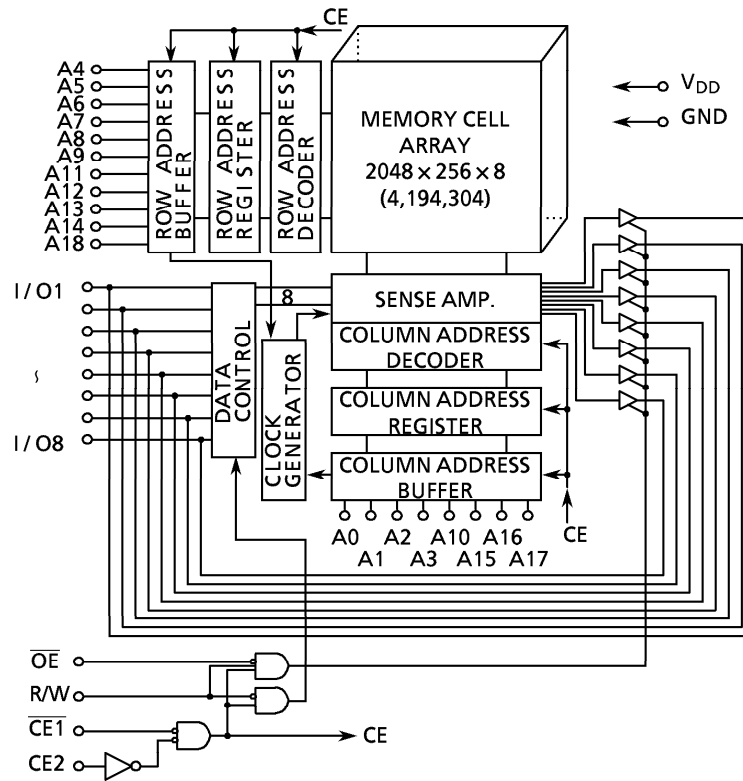 CE
A4
A5
A6
A7
A8
A9
A11
A12
A13
A14
A18
ROW ADDRESS
BUFFER
ROW ADDRESS
REGISTER
ROW ADDRESS
DECODER
MEMORY CELL
ARRAY
2048 × 256 × 8
(4,194,304)
VDD
GND
I/O1
~
I/O8
DATA
CONTROL
8
CLOCK
GENERATOR
SENSE AMP.
COLUMN ADDRESS
DECODER
COLUMN ADDRESS
REGISTER
COLUMN ADDRESS
BUFFER
A0 A2 A10 A16
A1 A3 A15 A17
CE
OE
R/W
CE1
CE2
CE